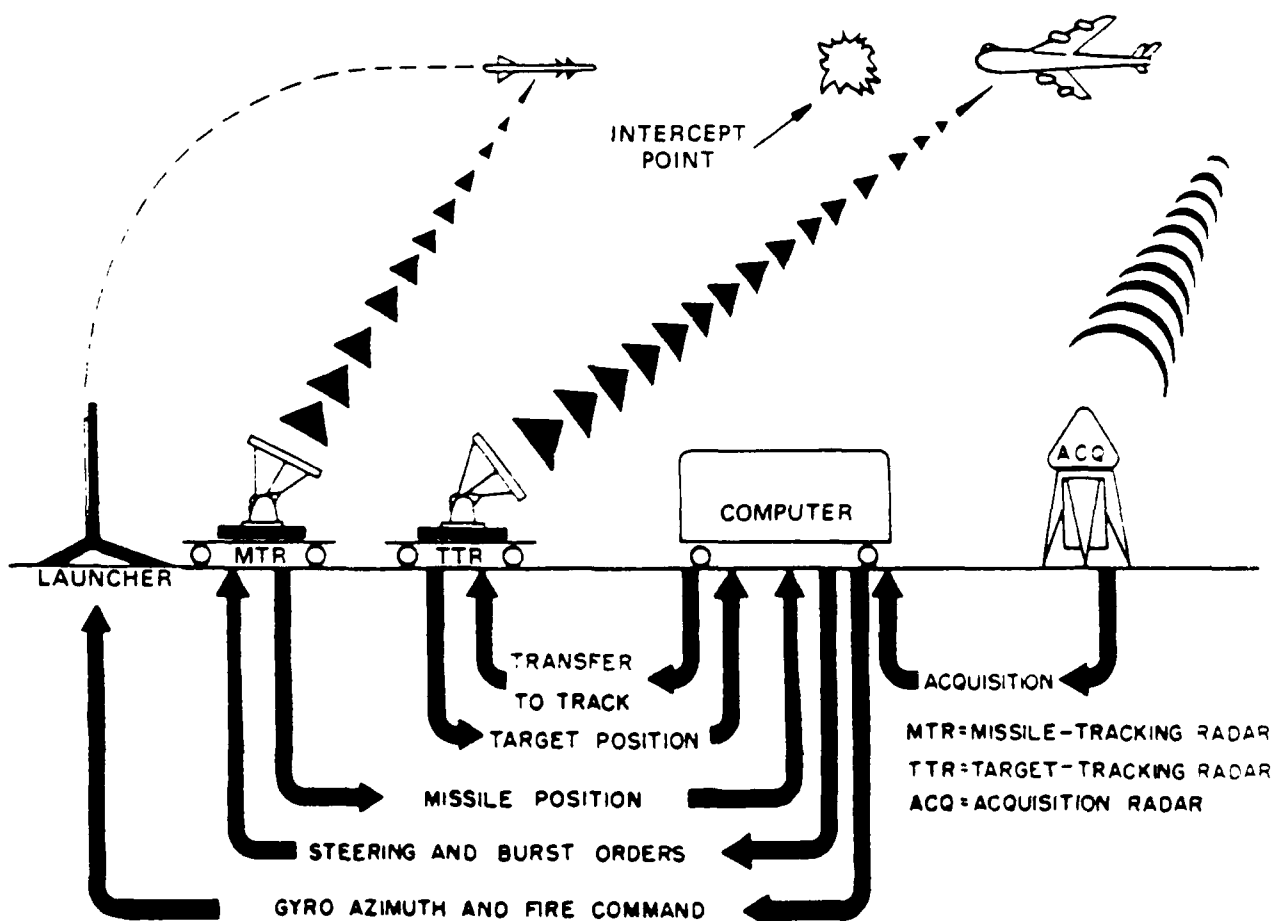 INTERCEPT
POINT
ACQ
COMPUTER
MTR
TTR
LAUNCHER
TRANSFER
TO TRACK
ACQUISITION
TARGET POSITION
MTR=MISSILE-TRACKING RADAR
TTR=TARGET-TRACKING RADAR
ACQ=ACQUISITION RADAR
MISSILE POSITION
STEERING AND BURST ORDERS
GYRO AZIMUTH AND FIRE COMMAND